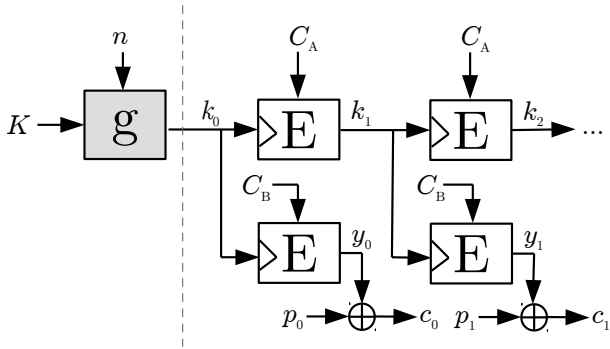 n
C_A
C_A
K
g
k_0
E
k_1
E
k_2
...
C_B
C_B
E
y_0
E
y_1
p_0
c_0
p_1
c_1